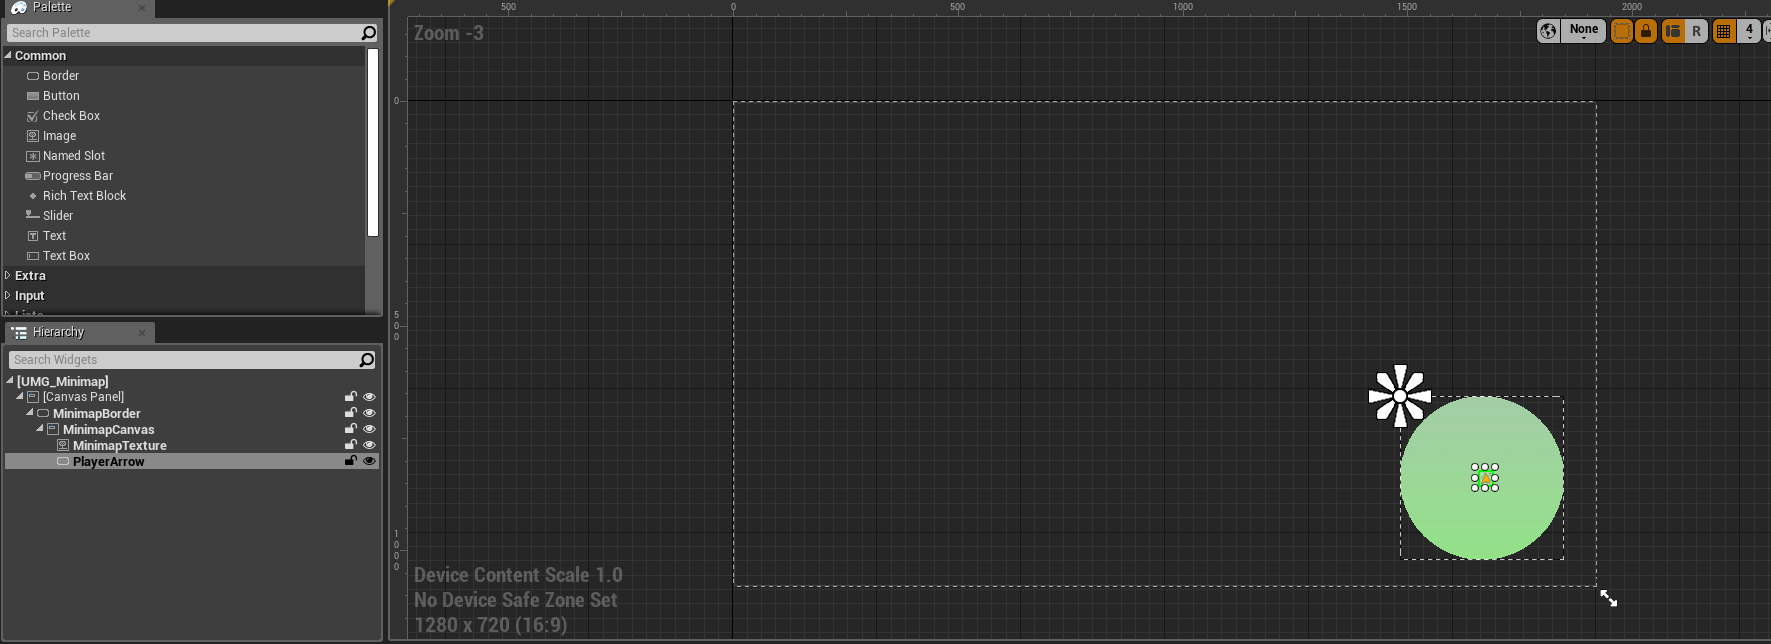 Palette
Search Palette
Common
Border
Button
Check Box
Image
Named Slot
Progress Bar
Rich Text Block
Slider
Text
Text Box
Extra
Input
Lists
Hierarchy
Search Widgets
[UMG_Minimap]
[Canvas Panel]
MinimapBorder
MinimapCanvas
MinimapTexture
PlayerArrow
500 0 500 1000 1500 2000
Zoom -3
None R 4
0
500
1000
Device Content Scale 1.0
No Device Safe Zone Set
1280 x 720 (16:9)